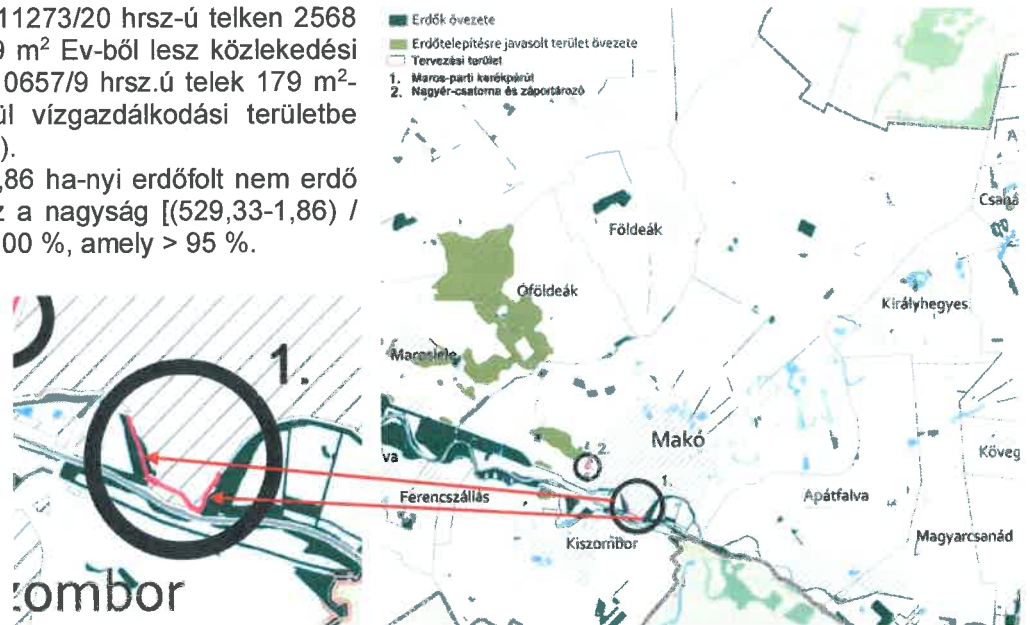 11273/20 hrsz-ú telken 2568
9 m² Ev-ből lesz közlekedési
0657/9 hrsz.ú telek 179 m²-
ül vízgazdálkodási területbe
).
,86 ha-nyi erdőfolt nem erdő
z a nagyság [(529,33-1,86) /
00 %, amely > 95 %.
Erdők övezete
Erdőtelepítésre javasolt terület övezete
Tervezési terület
1. Maros-parti kerékpárút
2. Nagyér-csatorna és záportározó
A
Csaná
Földeák
Óföldeák
Királyhegyes
Maroslele
Makó
2.
va
Köveg
1.
Ferencszállás
Apátfalva
Kiszombor
Magyarcsanád
1.
zombor